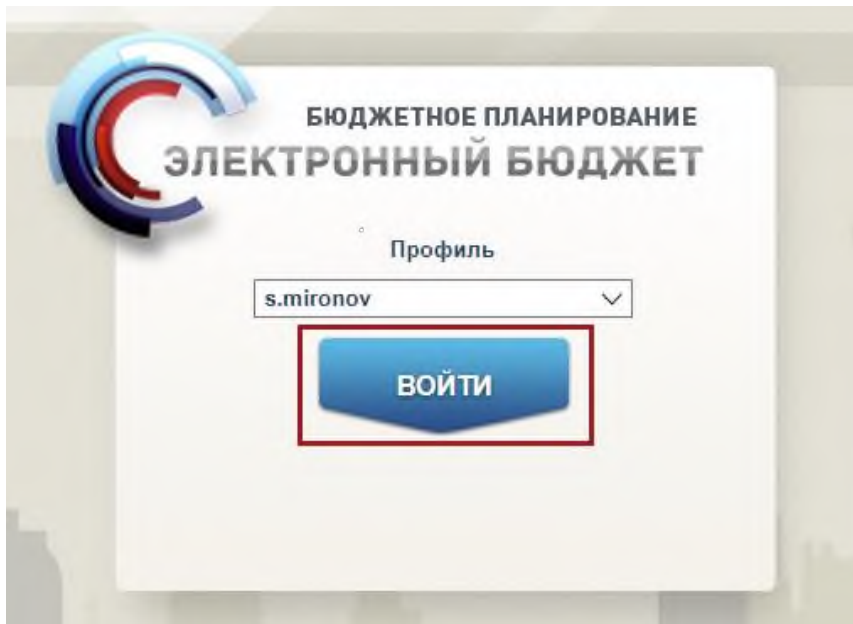 БЮДЖЕТНОЕ ПЛАНИРОВАНИЕ
ЭЛЕКТРОННЫЙ БЮДЖЕТ
Профиль
s.mironov
ВОЙТИ